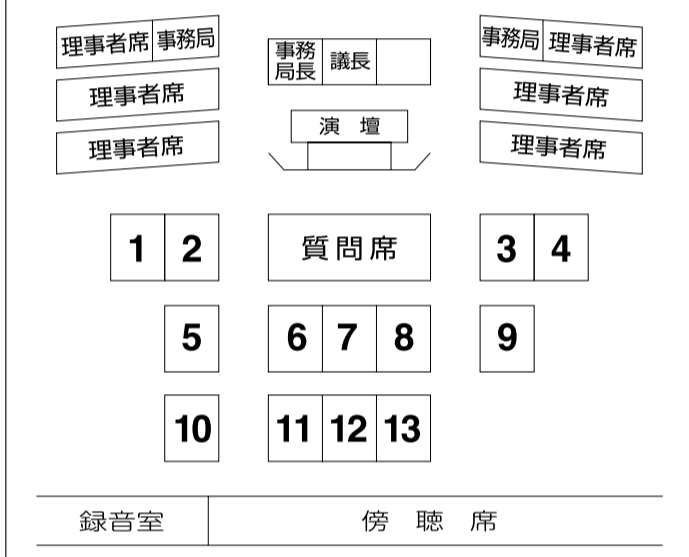 理事者席 事務局
事務局長 議長
事務局 理事者席
理事者席
理事者席
演壇
理事者席
理事者席
1 2 質問席 3 4
5 6 7 8 9
10 11 12 13
録音室 傍聴席